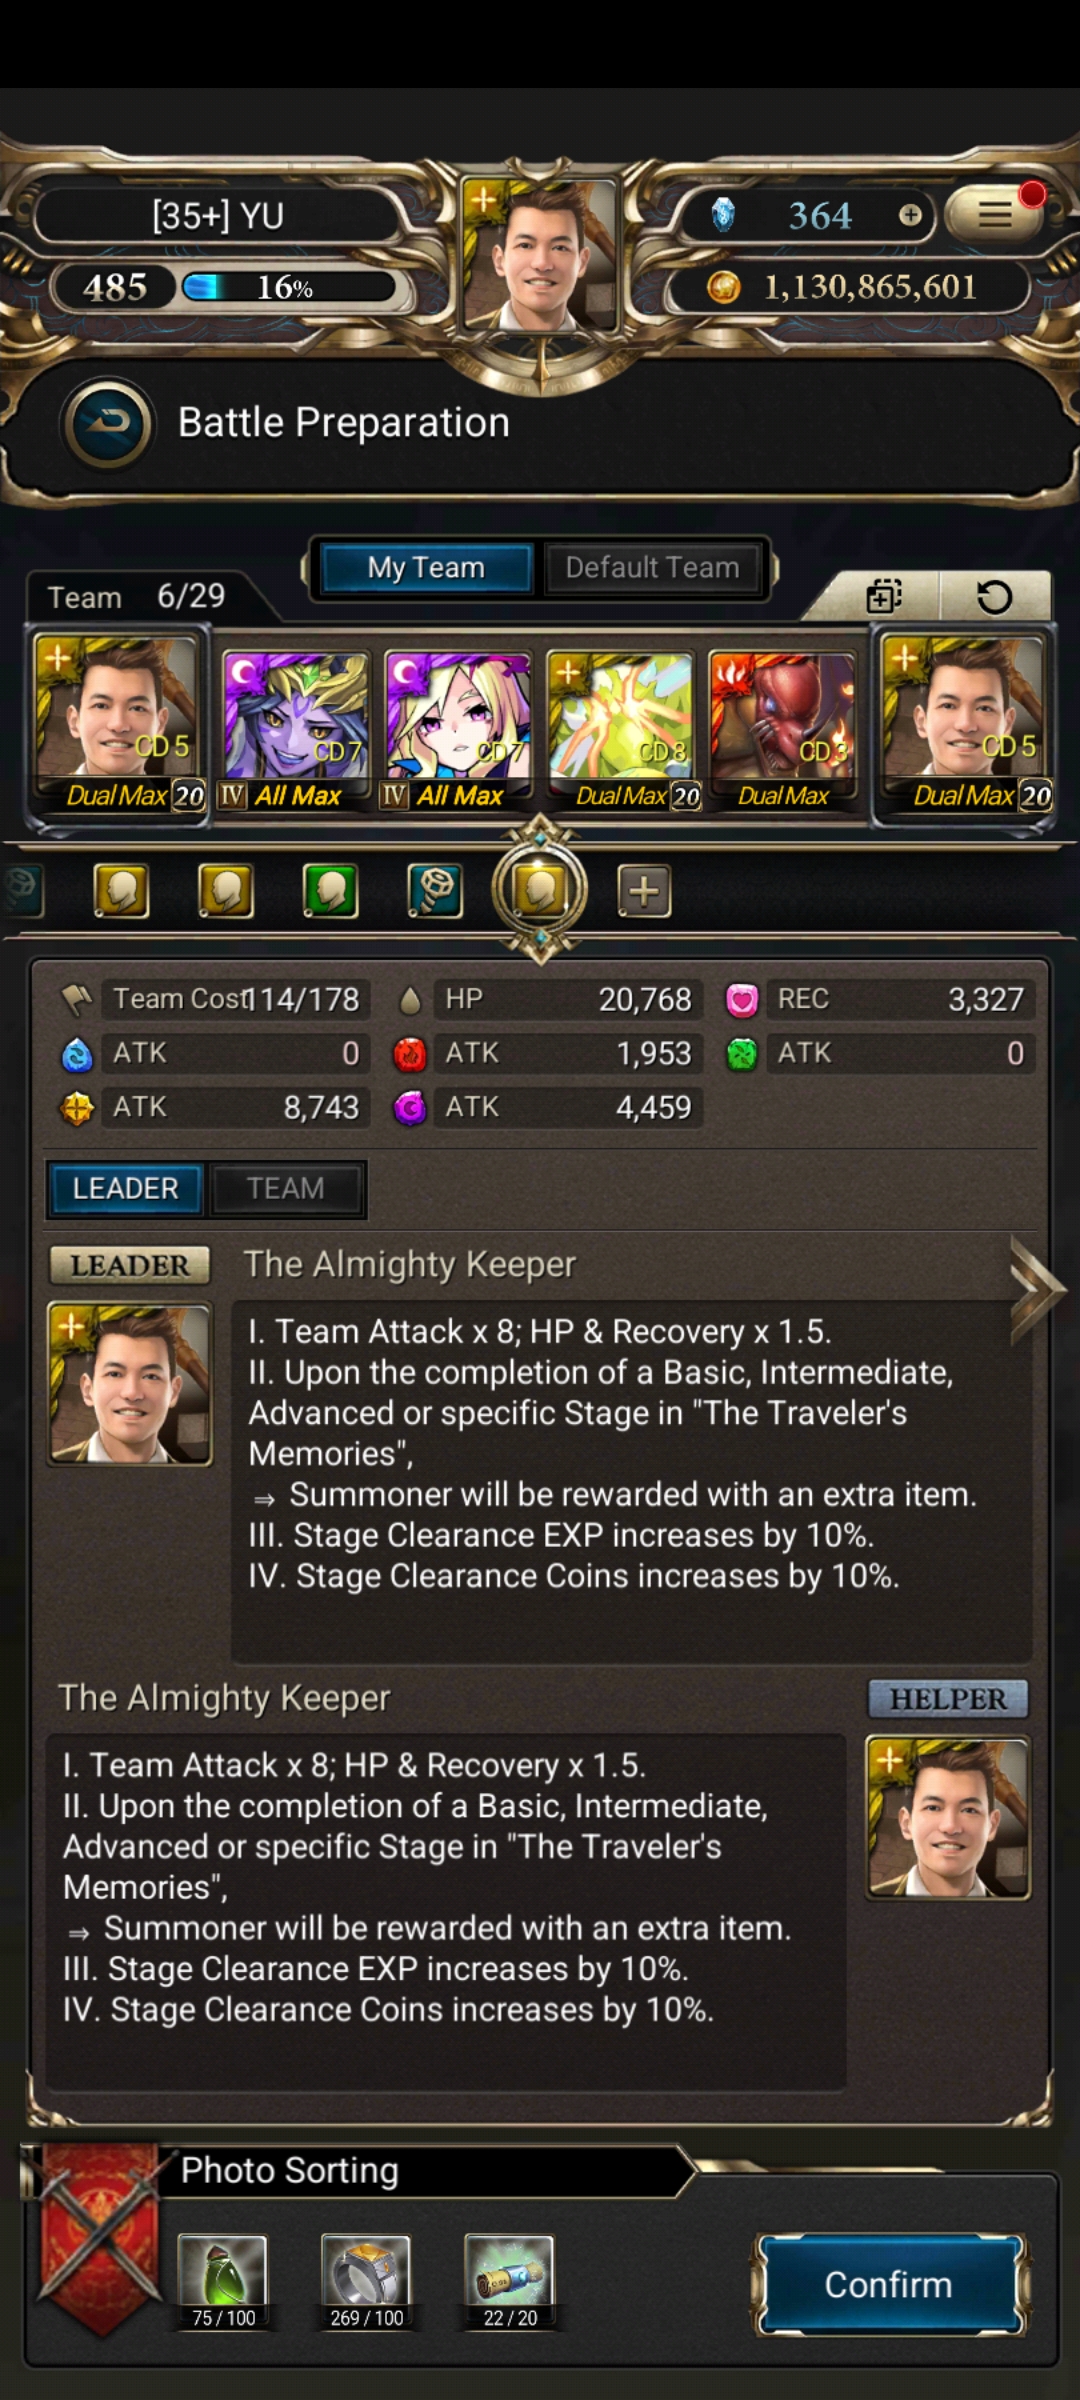 [35+] YU
364
485
16%
1,130,865,601
Battle Preparation
My Team
Default Team
Team 6/29
CD 5
CD 7
CD 7
CD 8
CD 3
CD 5
Dual Max 20
IV All Max
IV All Max
Dual Max 20
Dual Max
Dual Max 20
Team Cost 114/178
HP 20,768
REC 3,327
ATK 0
ATK 1,953
ATK 0
ATK 8,743
ATK 4,459
LEADER
TEAM
LEADER
The Almighty Keeper
I. Team Attack x 8; HP & Recovery x 1.5.
II. Upon the completion of a Basic, Intermediate,
Advanced or specific Stage in "The Traveler's
Memories",
⇒ Summoner will be rewarded with an extra item.
III. Stage Clearance EXP increases by 10%.
IV. Stage Clearance Coins increases by 10%.
The Almighty Keeper
HELPER
I. Team Attack x 8; HP & Recovery x 1.5.
II. Upon the completion of a Basic, Intermediate,
Advanced or specific Stage in "The Traveler's
Memories",
⇒ Summoner will be rewarded with an extra item.
III. Stage Clearance EXP increases by 10%.
IV. Stage Clearance Coins increases by 10%.
Photo Sorting
75 / 100
269 / 100
22 / 20
Confirm